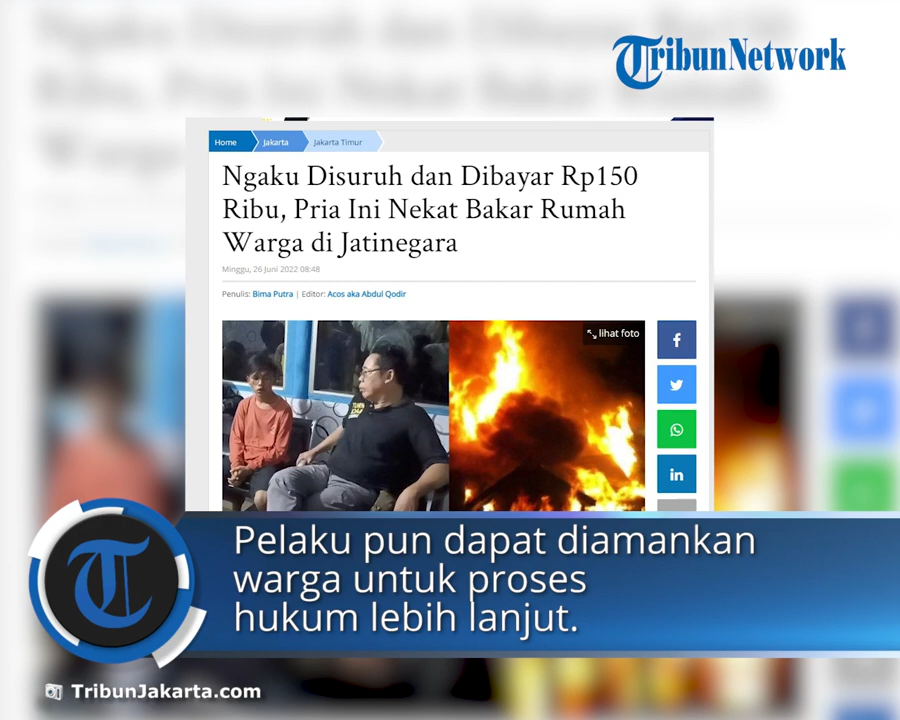 Tribun Network
Home Jakarta Jakarta Timur
Ngaku Disuruh dan Dibayar Rp150
Ribu, Pria Ini Nekat Bakar Rumah
Warga di Jatinegara
Minggu, 26 Juni 2022 08:48
Penulis: Bima Putra | Editor: Acos aka Abdul Qodir
lihat foto
Pelaku pun dapat diamankan
warga untuk proses
hukum lebih lanjut.
T
TribunJakarta.com